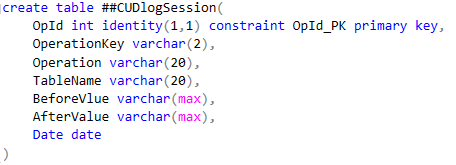 create table ##CUDlogSession(
OpId int identity(1,1) constraint OpId_PK primary key,
OperationKey varchar(2),
Operation varchar(20),
TableName varchar(20),
BeforeVlue varchar(max),
AfterValue varchar(max),
Date date
)